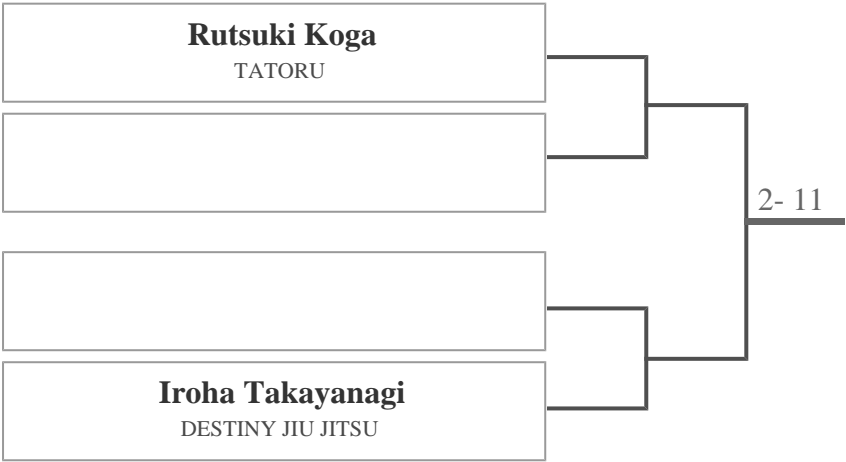 Rutsuki Koga
TATORU
2- 11
Iroha Takayanagi
DESTINY JIU JITSU